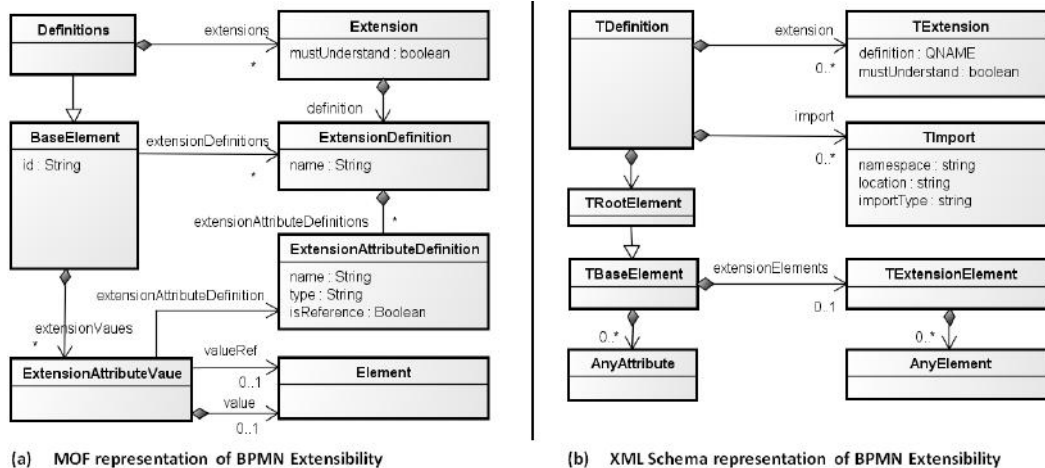 Definitions
extensions
*
Extension
mustUnderstand : boolean
definition
BaseElement
id : String
extensionDefinitions
*
ExtensionDefinition
name : String
extensionAttributeDefinitions
*
ExtensionAttributeDefinition
name : String
type : String
isReference : Boolean
extensionAttributeDefinition
extensionVaues
*
ExtensionAttributeVaue
valueRef
0..1
value
0..1
Element
(a) MOF representation of BPMN Extensibility
TDefinition
extension
0..*
TExtension
definition : QNAME
mustUnderstand : boolean
import
0..*
TImport
namespace : string
location : string
importType : string
TRootElement
TBaseElement
extensionElements
0..1
TExtensionElement
0..*
AnyAttribute
0..*
AnyElement
(b) XML Schema representation of BPMN Extensibility